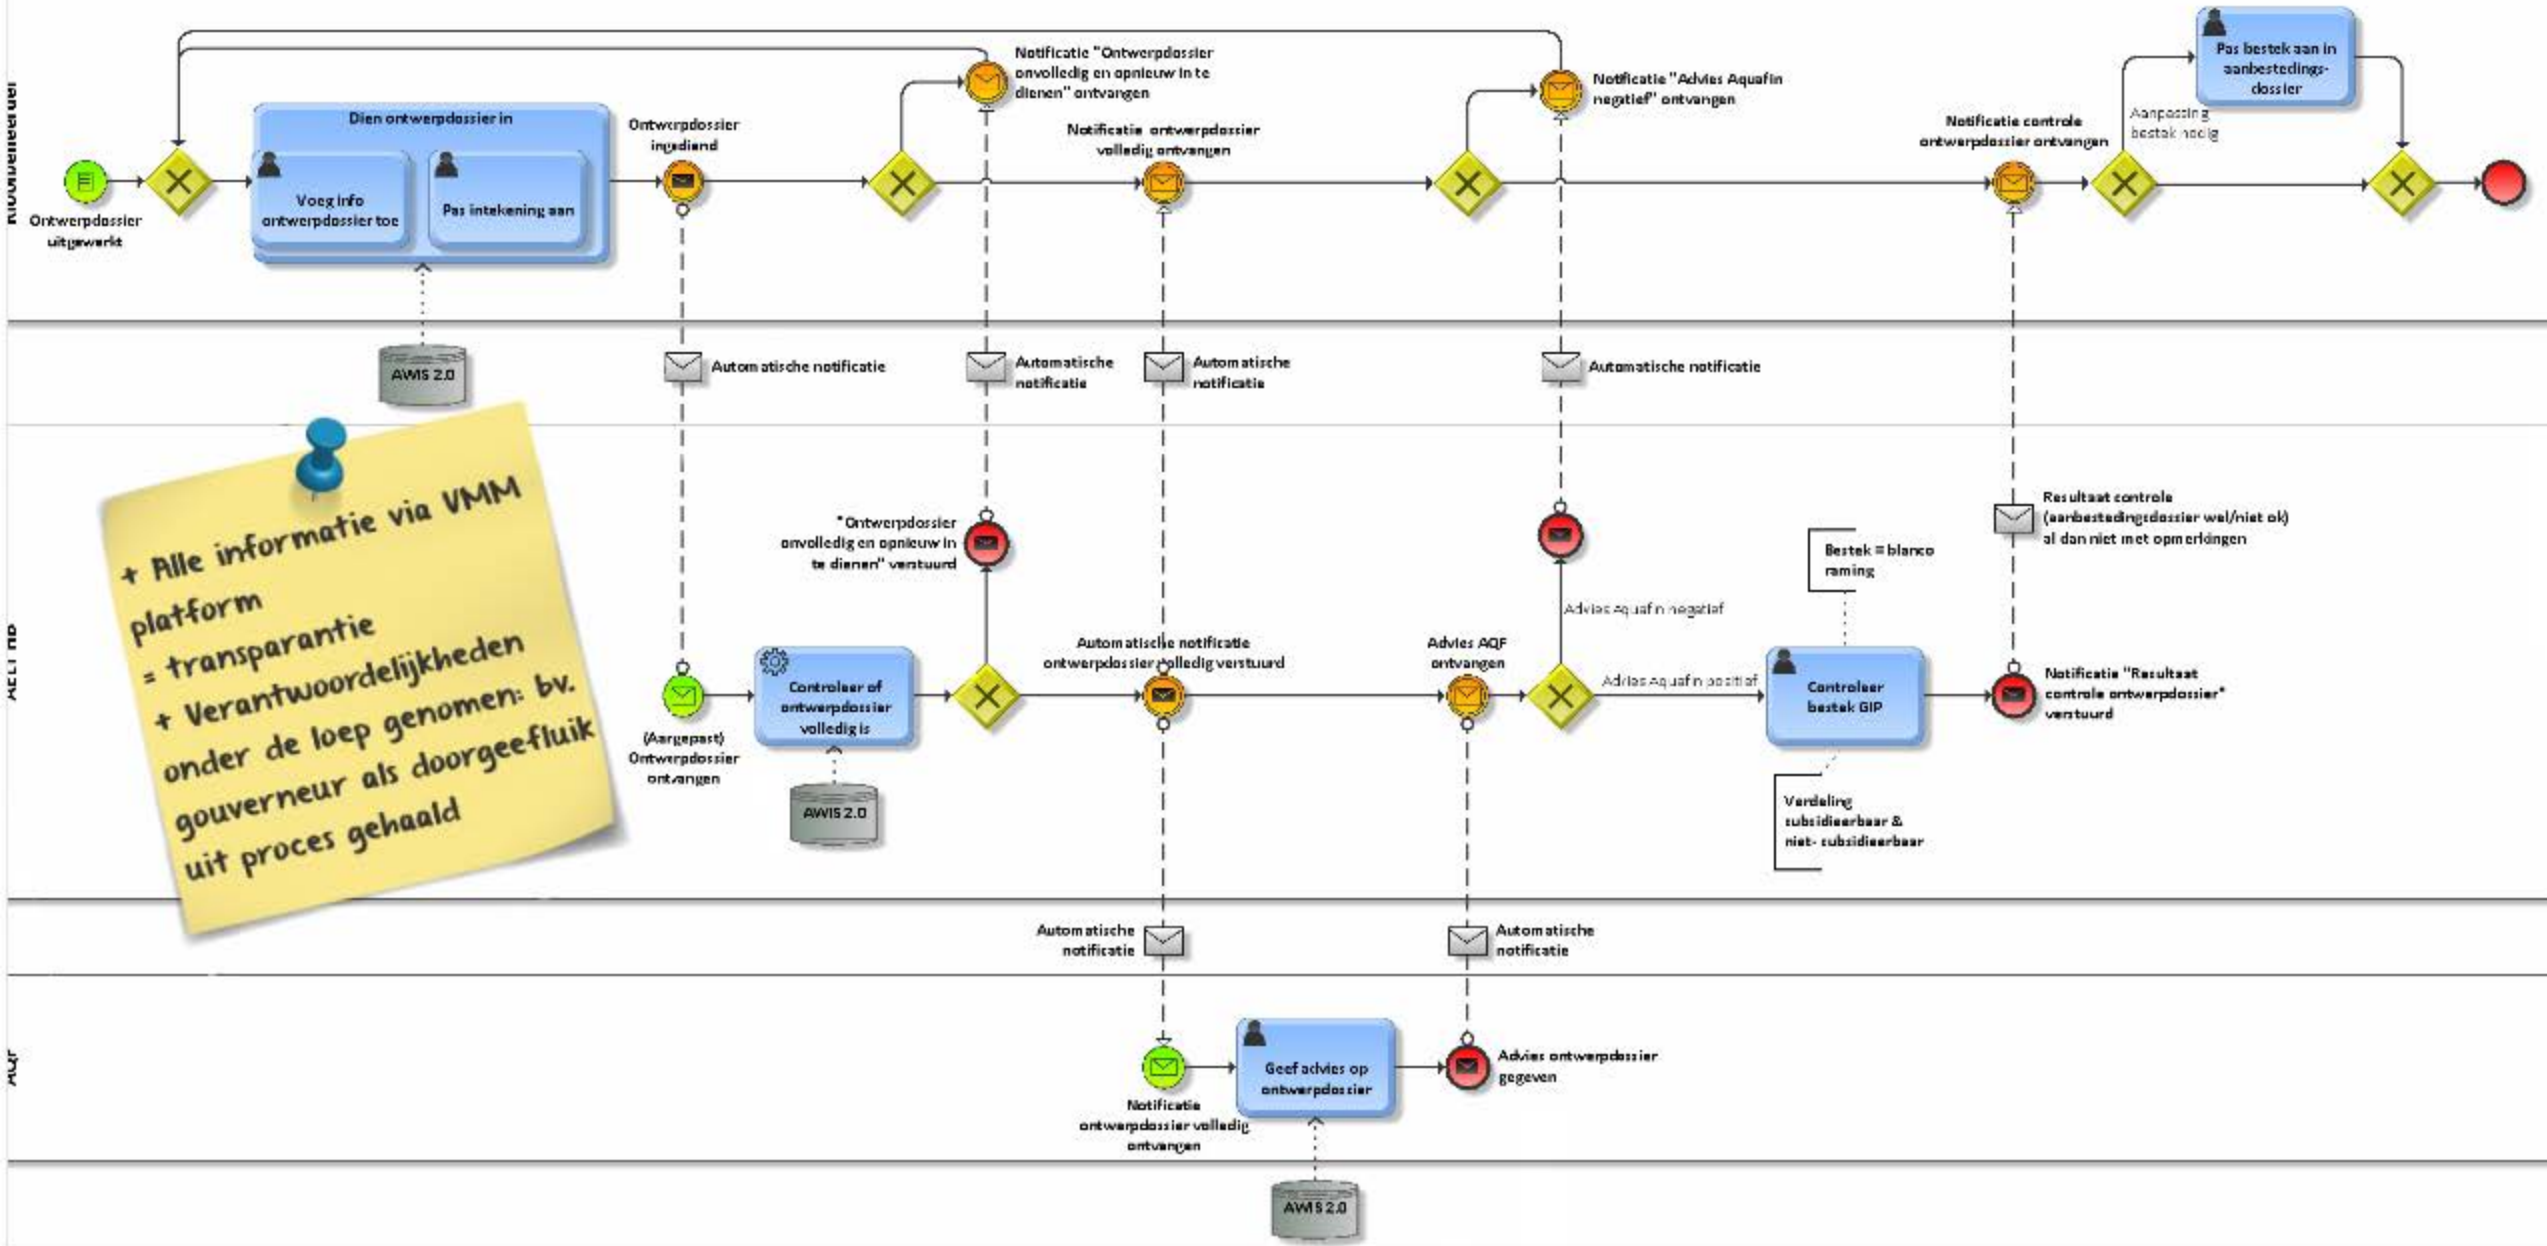 Notificatie "Ontwerpdossier
onvolledig en opnieuw in te
dienen" ontvangen
Notificatie "Advies Aquafin
negatief" ontvangen
Pas bestek aan in
aanbestedings-
dossier
Aanpassing
bestek nodig
Dien ontwerpdossier in
Voeg info
ontwerpdossier toe
Pas intekening aan
Ontwerpdossier
ingediend
Notificatie ontwerpdossier
volledig ontvangen
Notificatie controle
ontwerpdossier ontvangen
Ontwerpdossier
uitgewerkt
AWIS 2.0
Automatische notificatie
Automatische
notificatie
Automatische
notificatie
Automatische notificatie
+ Alle informatie via VMM
platform
= transparantie
+ Verantwoordelijkheden
onder de loep genomen: bv.
gouverneur als doorgeefluik
uit proces gehaald
"Ontwerpdossier
onvolledig en opnieuw in
te dienen" verstuurd
Resultaat controle
(aanbestedingsdossier wel/niet ok)
al dan niet met opmerkingen
Bestek = blanco
raming
Advies Aquafin negatief
Automatische notificatie
ontwerpdossier volledig verstuurd
Advies AQF
ontvangen
Advies Aquafin positief
Controleer of
ontwerpdossier
volledig is
Controleer
bestek GIP
Notificatie "Resultaat
controle ontwerpdossier"
verstuurd
(Aangepast)
Ontwerpdossier
ontvangen
AWIS 2.0
Verdeling
subsidieerbaar &
niet- subsidieerbaar
Automatische
notificatie
Automatische
notificatie
AQF
Geef advies op
ontwerpdossier
Advies ontwerpdossier
gegeven
Notificatie
ontwerpdossier volledig
ontvangen
AWIS 2.0